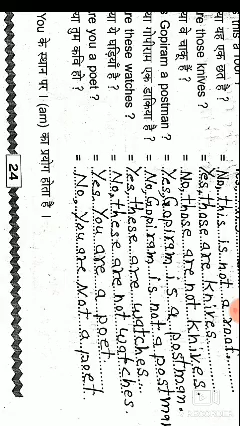 या यह एक छत है ? = No, this is not a roof.
re those knives ? = Yes, those are knives
या वे चाकू हैं ? = No, those are not knives
s Gopiram a postman ? = Yes, Gopiram is a postman.
या गोपीराम एक डाकिया है ? = No, Gopiram is not a postman
re these watches ? = Yes, these are watches
या ये घड़ियाँ हैं ? = No, these are not watches
re you a poet ? = Yes, you are a poet
या तुम कवि हो ? = No, you are not a poet
You के स्थान पर I (am) का प्रयोग होता है ।
24